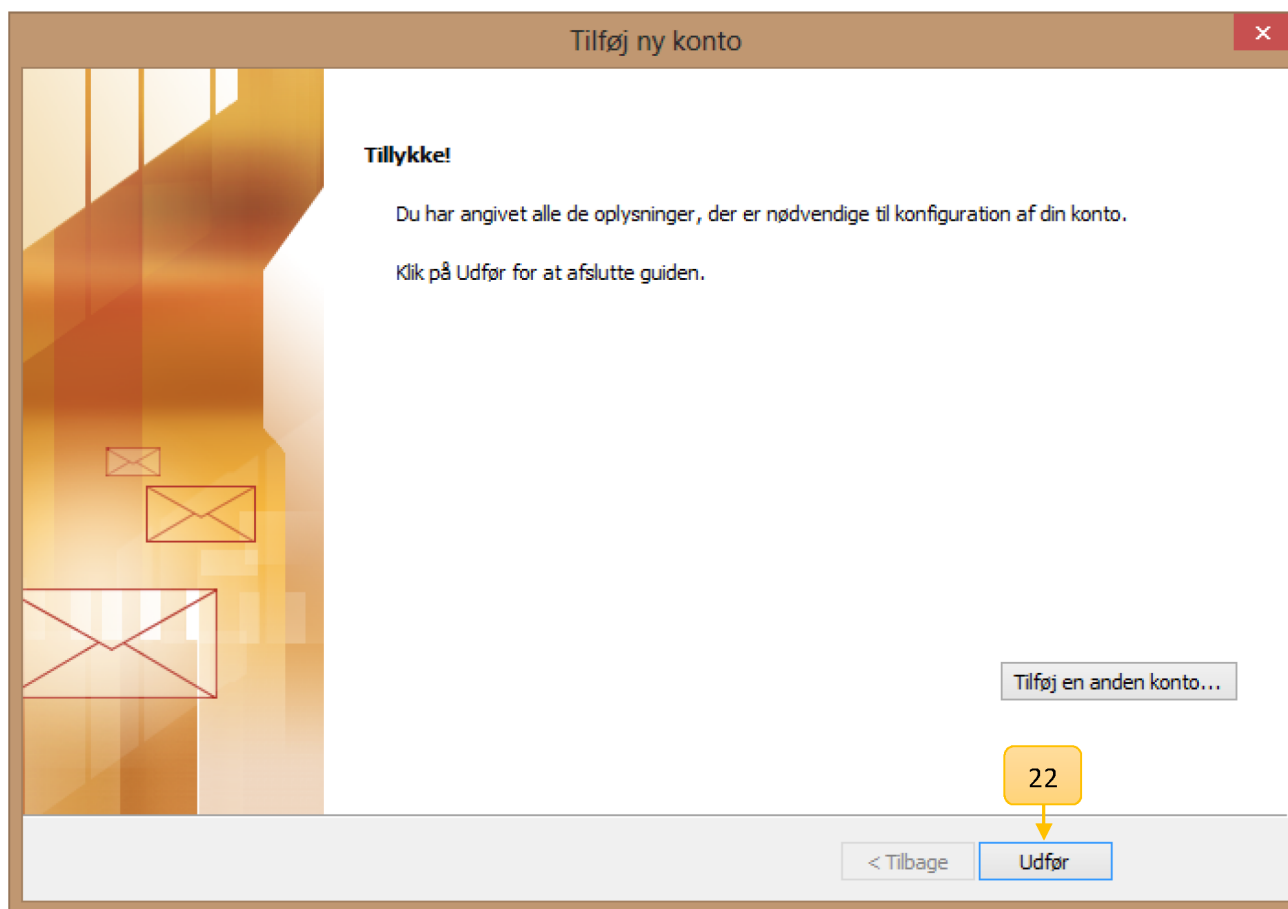 Tilføj ny konto
Tillykke!
Du har angivet alle de oplysninger, der er nødvendige til konfiguration af din konto.
Klik på Udfør for at afslutte guiden.
Tilføj en anden konto...
22
< Tilbage
Udfør